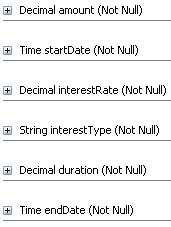 Decimal amount (Not Null)
Time startDate (Not Null)
Decimal interestRate (Not Null)
String interestType (Not Null)
Decimal duration (Not Null)
Time endDate (Not Null)